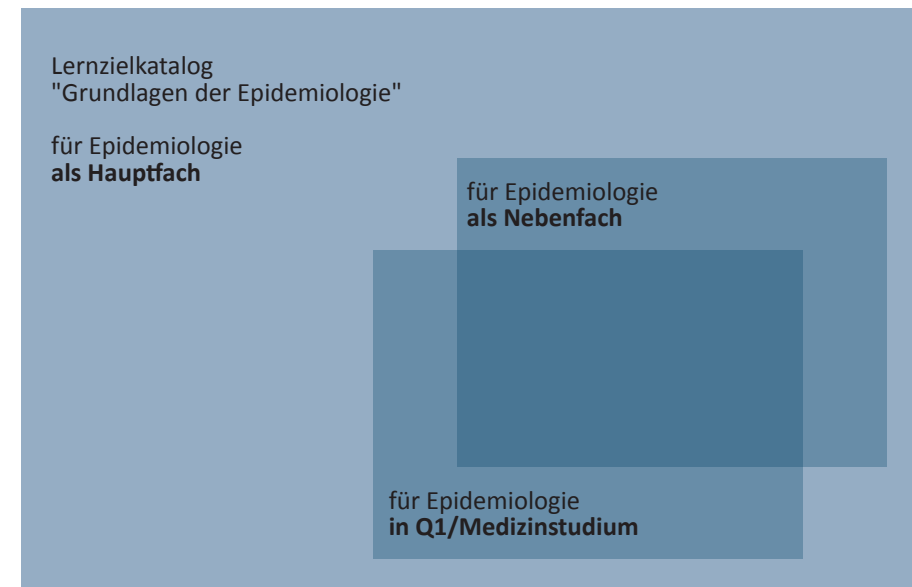 Lernzielkatalog
"Grundlagen der Epidemiologie"
für Epidemiologie
als Hauptfach
für Epidemiologie
als Nebenfach
für Epidemiologie
in Q1/Medizinstudium